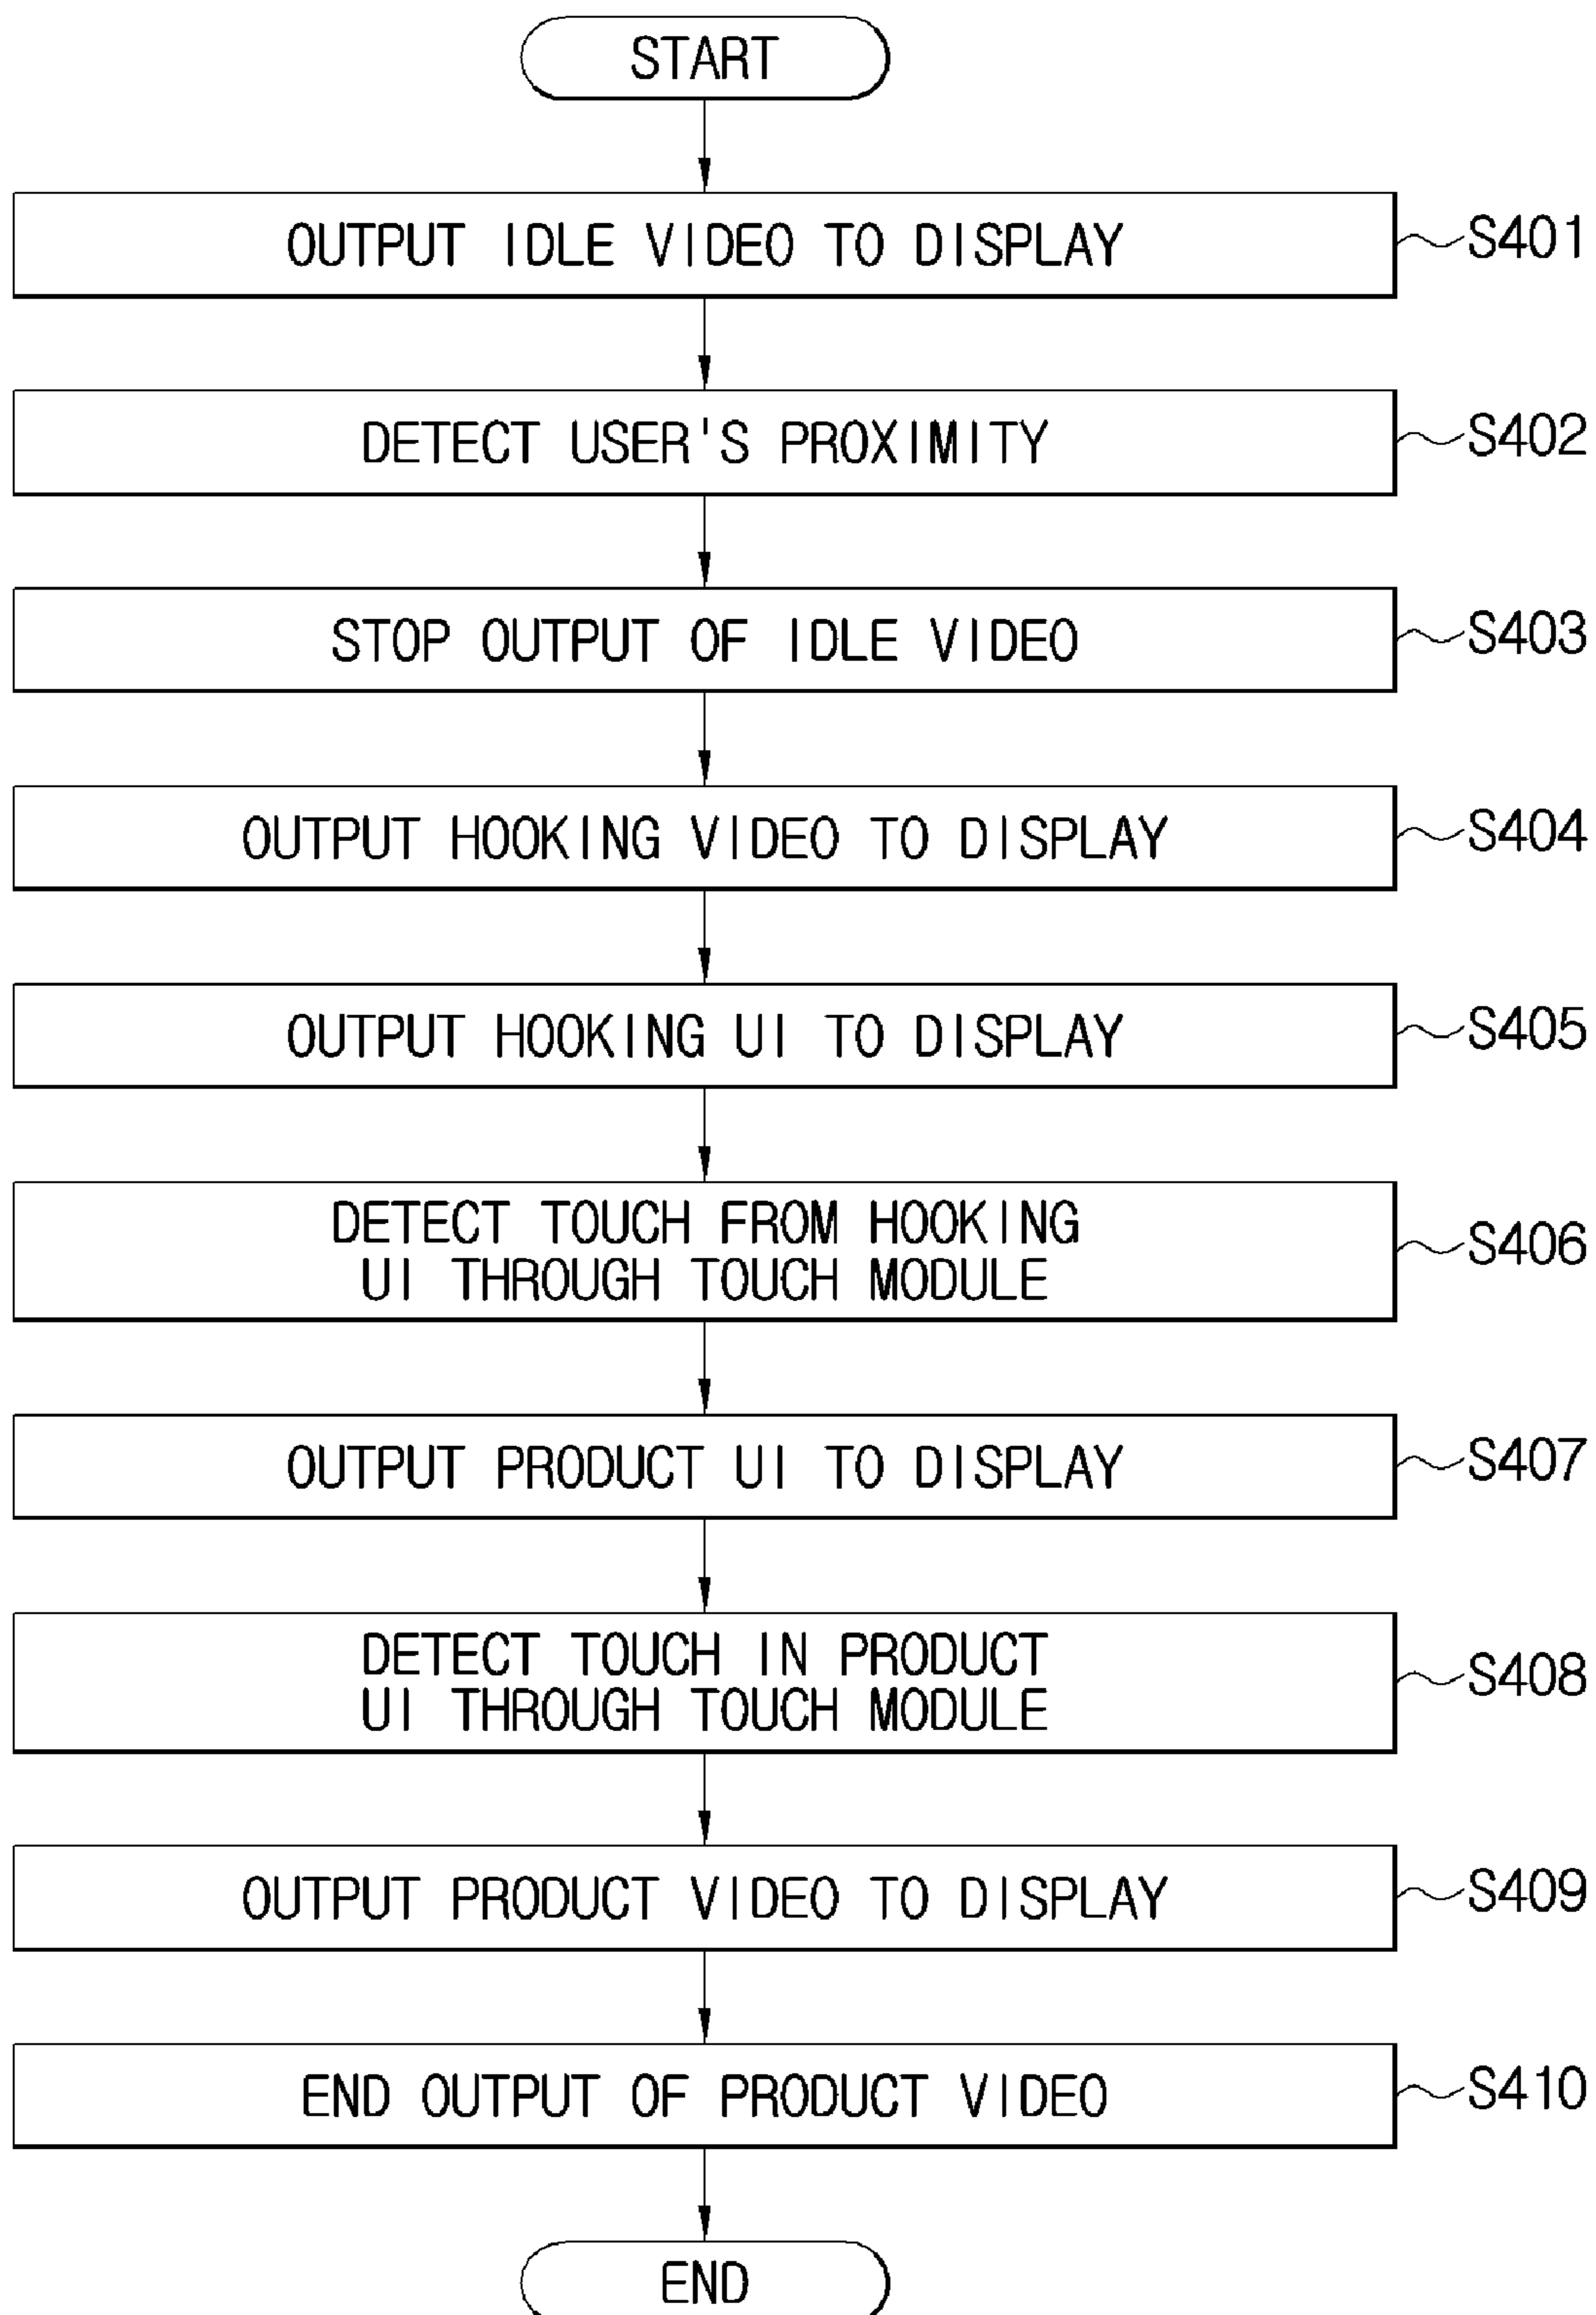 START
OUTPUT IDLE VIDEO TO DISPLAY
S401
DETECT USER'S PROXIMITY
S402
STOP OUTPUT OF IDLE VIDEO
S403
OUTPUT HOOKING VIDEO TO DISPLAY
S404
OUTPUT HOOKING UI TO DISPLAY
S405
DETECT TOUCH FROM HOOKING
UI THROUGH TOUCH MODULE
S406
OUTPUT PRODUCT UI TO DISPLAY
S407
DETECT TOUCH IN PRODUCT
UI THROUGH TOUCH MODULE
S408
OUTPUT PRODUCT VIDEO TO DISPLAY
S409
END OUTPUT OF PRODUCT VIDEO
S410
END